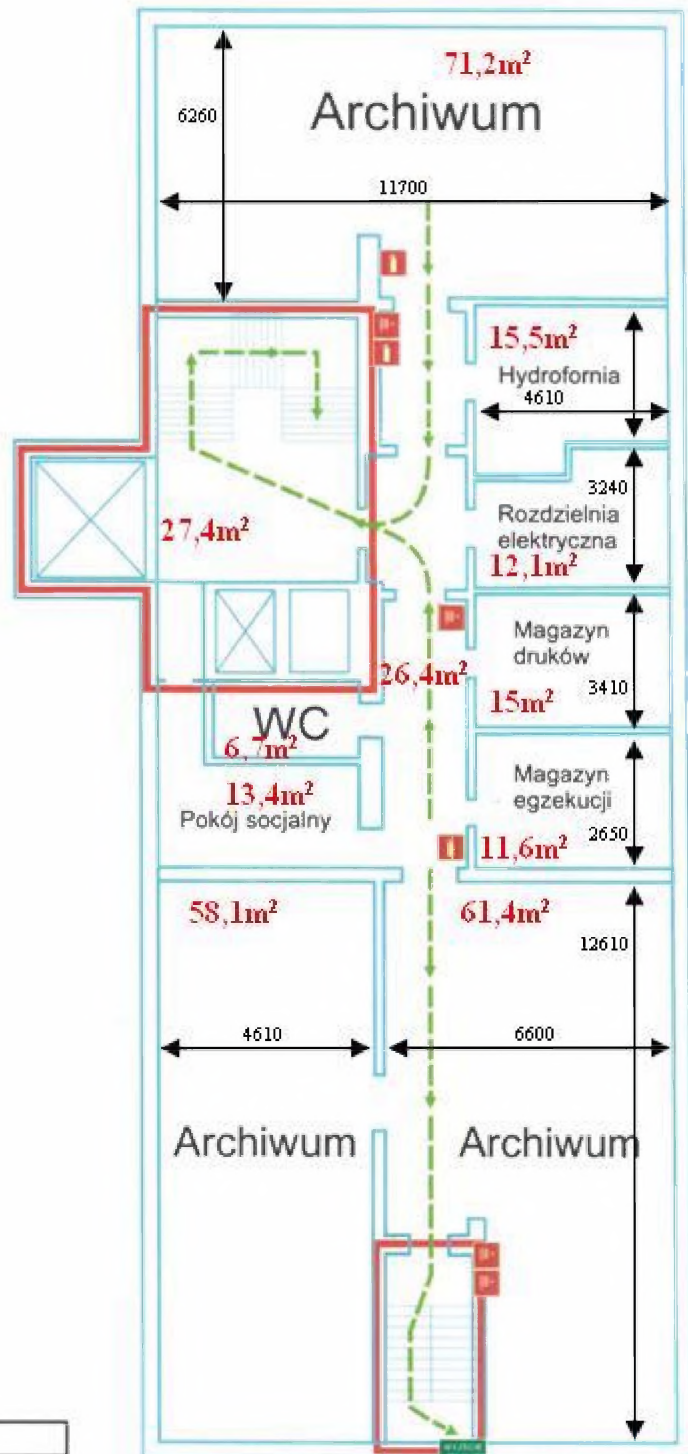 71,2m²
Archiwum
6260
11700
15,5m²
Hydrofornia
4610
3240
Rozdzielnia
elektryczna
27,4m²
12,1m²
Magazyn
druków
26,4m²
15m²
3410
WC
6,7m²
13,4m²
Pokój socjalny
Magazyn
egzekucji
2650
11,6m²
58,1m²
61,4m²
12610
4610
6600
Archiwum
Archiwum